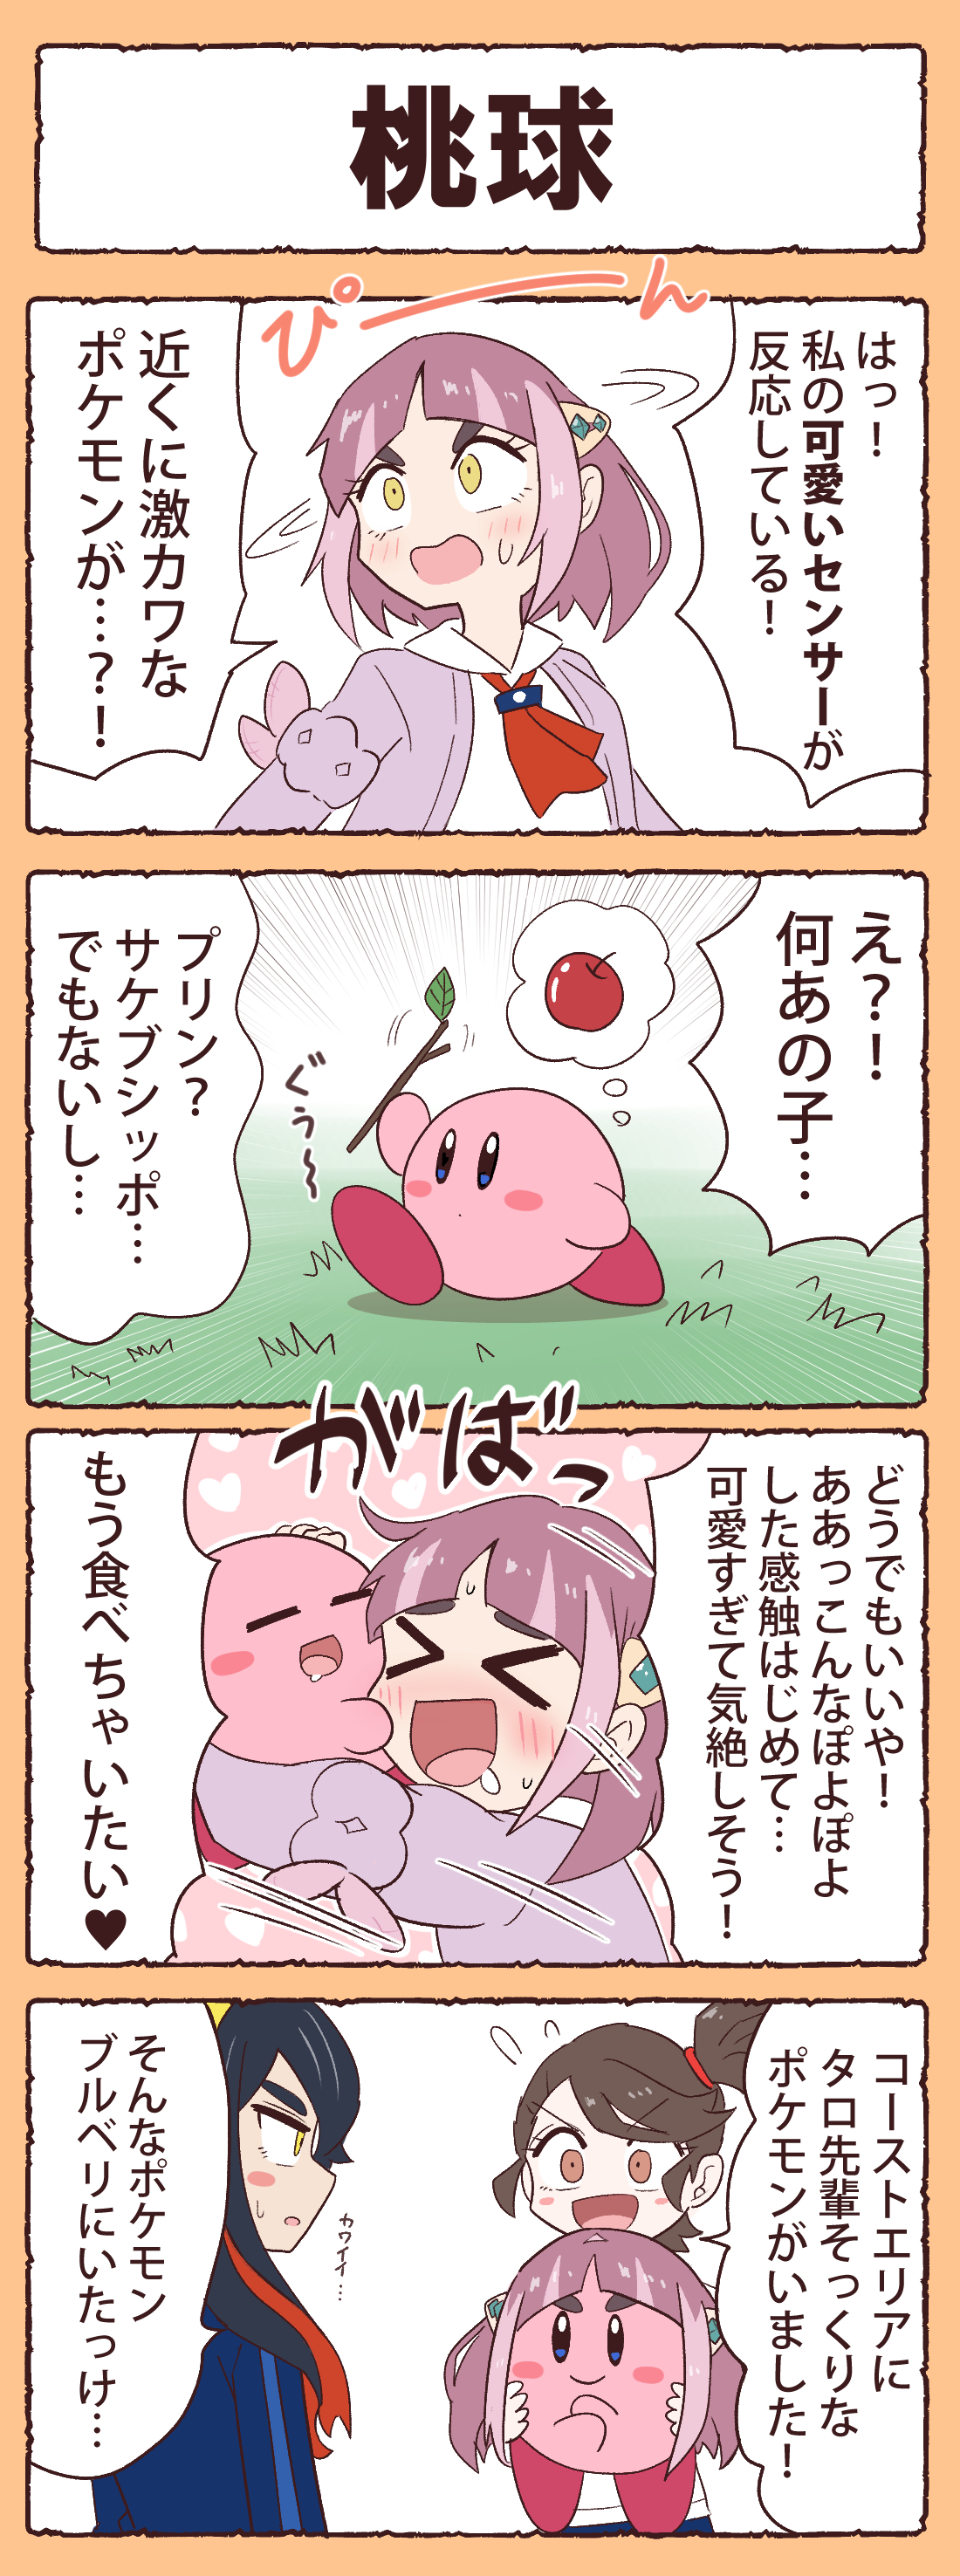 桃球
ぴーん
はっ！
私の可愛いセンサーが
反応している！
近くに激カワな
ポケモンが…？！
え？！
何あの子…
ぐぅ～
プリン？
サケブシッポ…
でもないし…
がばっ
どうでもいいや！
ああっこんなぽよぽよ
した感触はじめて…
可愛すぎて気絶しそう！
もう食べちゃいたい♥
コーストエリアに
タロ先輩そっくりな
ポケモンがいました！
カワイイ…
そんなポケモン
ブルベリにいたっけ…